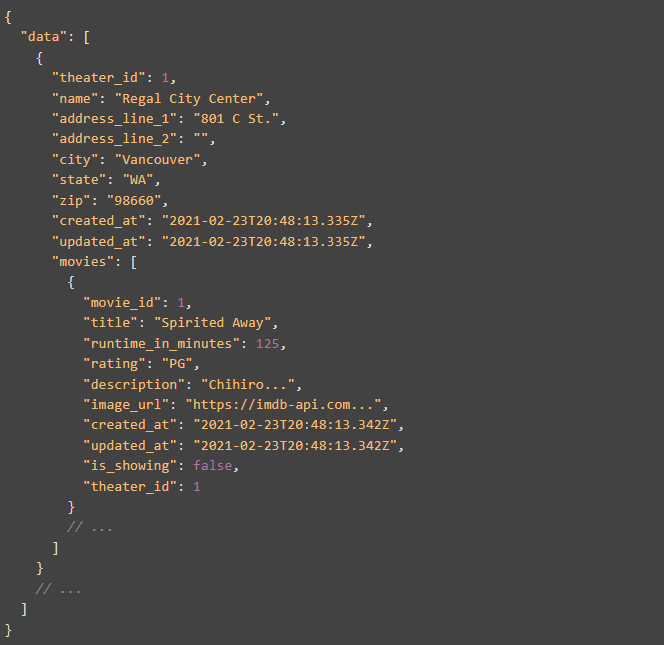 {
  "data": [
    {
      "theater_id": 1,
      "name": "Regal City Center",
      "address_line_1": "801 C St.",
      "address_line_2": "",
      "city": "Vancouver",
      "state": "WA",
      "zip": "98660",
      "created_at": "2021-02-23T20:48:13.335Z",
      "updated_at": "2021-02-23T20:48:13.335Z",
      "movies": [
        {
          "movie_id": 1,
          "title": "Spirited Away",
          "runtime_in_minutes": 125,
          "rating": "PG",
          "description": "Chihiro...",
          "image_url": "https://imdb-api.com...",
          "created_at": "2021-02-23T20:48:13.342Z",
          "updated_at": "2021-02-23T20:48:13.342Z",
          "is_showing": false,
          "theater_id": 1
        }
        // ...
      ]
    }
    // ...
  ]
}